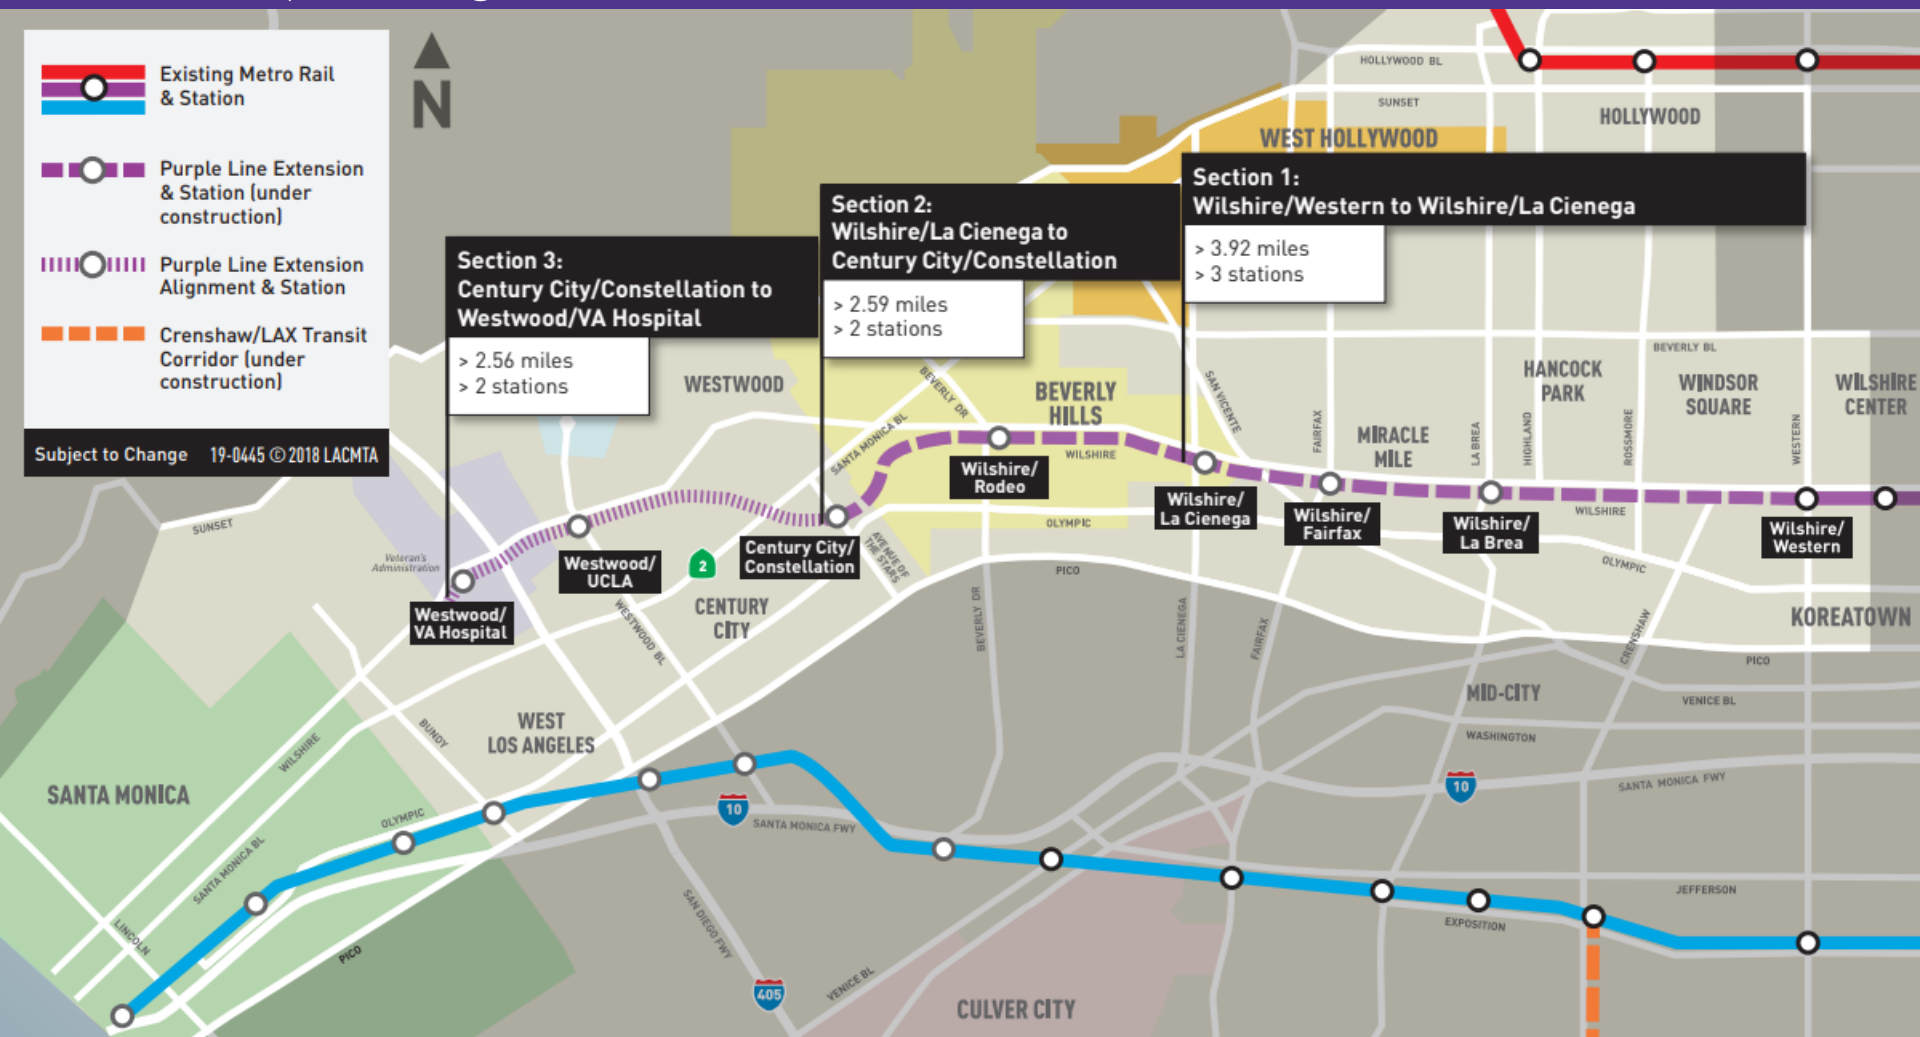 Existing Metro Rail
& Station
Purple Line Extension
& Station (under
construction)
Purple Line Extension
Alignment & Station
Crenshaw/LAX Transit
Corridor (under
construction)
Subject to Change 19-0445 © 2018 LACMTA
N
HOLLYWOOD BL
SUNSET
HOLLYWOOD
WEST HOLLYWOOD
Section 1:
Wilshire/Western to Wilshire/La Cienega
> 3.92 miles
> 3 stations
Section 2:
Wilshire/La Cienega to
Century City/Constellation
> 2.59 miles
> 2 stations
Section 3:
Century City/Constellation to
Westwood/VA Hospital
> 2.56 miles
> 2 stations
WESTWOOD
BEVERLY DR
SANTA MONICA BL
BEVERLY
HILLS
WILSHIRE
SAN VICENTE
FAIRFAX
MIRACLE
MILE
LA BREA
HIGHLAND
HANCOCK
PARK
ROSSMORE
BEVERLY BL
WINDSOR
SQUARE
WESTERN
WILSHIRE
CENTER
Wilshire/
Rodeo
Wilshire/
La Cienega
Wilshire/
Fairfax
Wilshire/
La Brea
WILSHIRE
Wilshire/
Western
SUNSET
Veteran's
Administration
Westwood/
VA Hospital
Westwood/
UCLA
2
Century City/
Constellation
AVENUE OF
THE STARS
OLYMPIC
PICO
OLYMPIC
CENTURY
CITY
WESTWOOD BL
BEVERLY DR
LA CIENEGA
FAIRFAX
CRENSHAW
KOREATOWN
PICO
MID-CITY
VENICE BL
WASHINGTON
WEST
LOS ANGELES
BUNDY
WILSHIRE
SANTA MONICA
OLYMPIC
SANTA MONICA BL
LINCOLN
PICO
10
SANTA MONICA FWY
10
SANTA MONICA FWY
SAN DIEGO FWY
405
VENICE BL
CULVER CITY
EXPOSITION
JEFFERSON